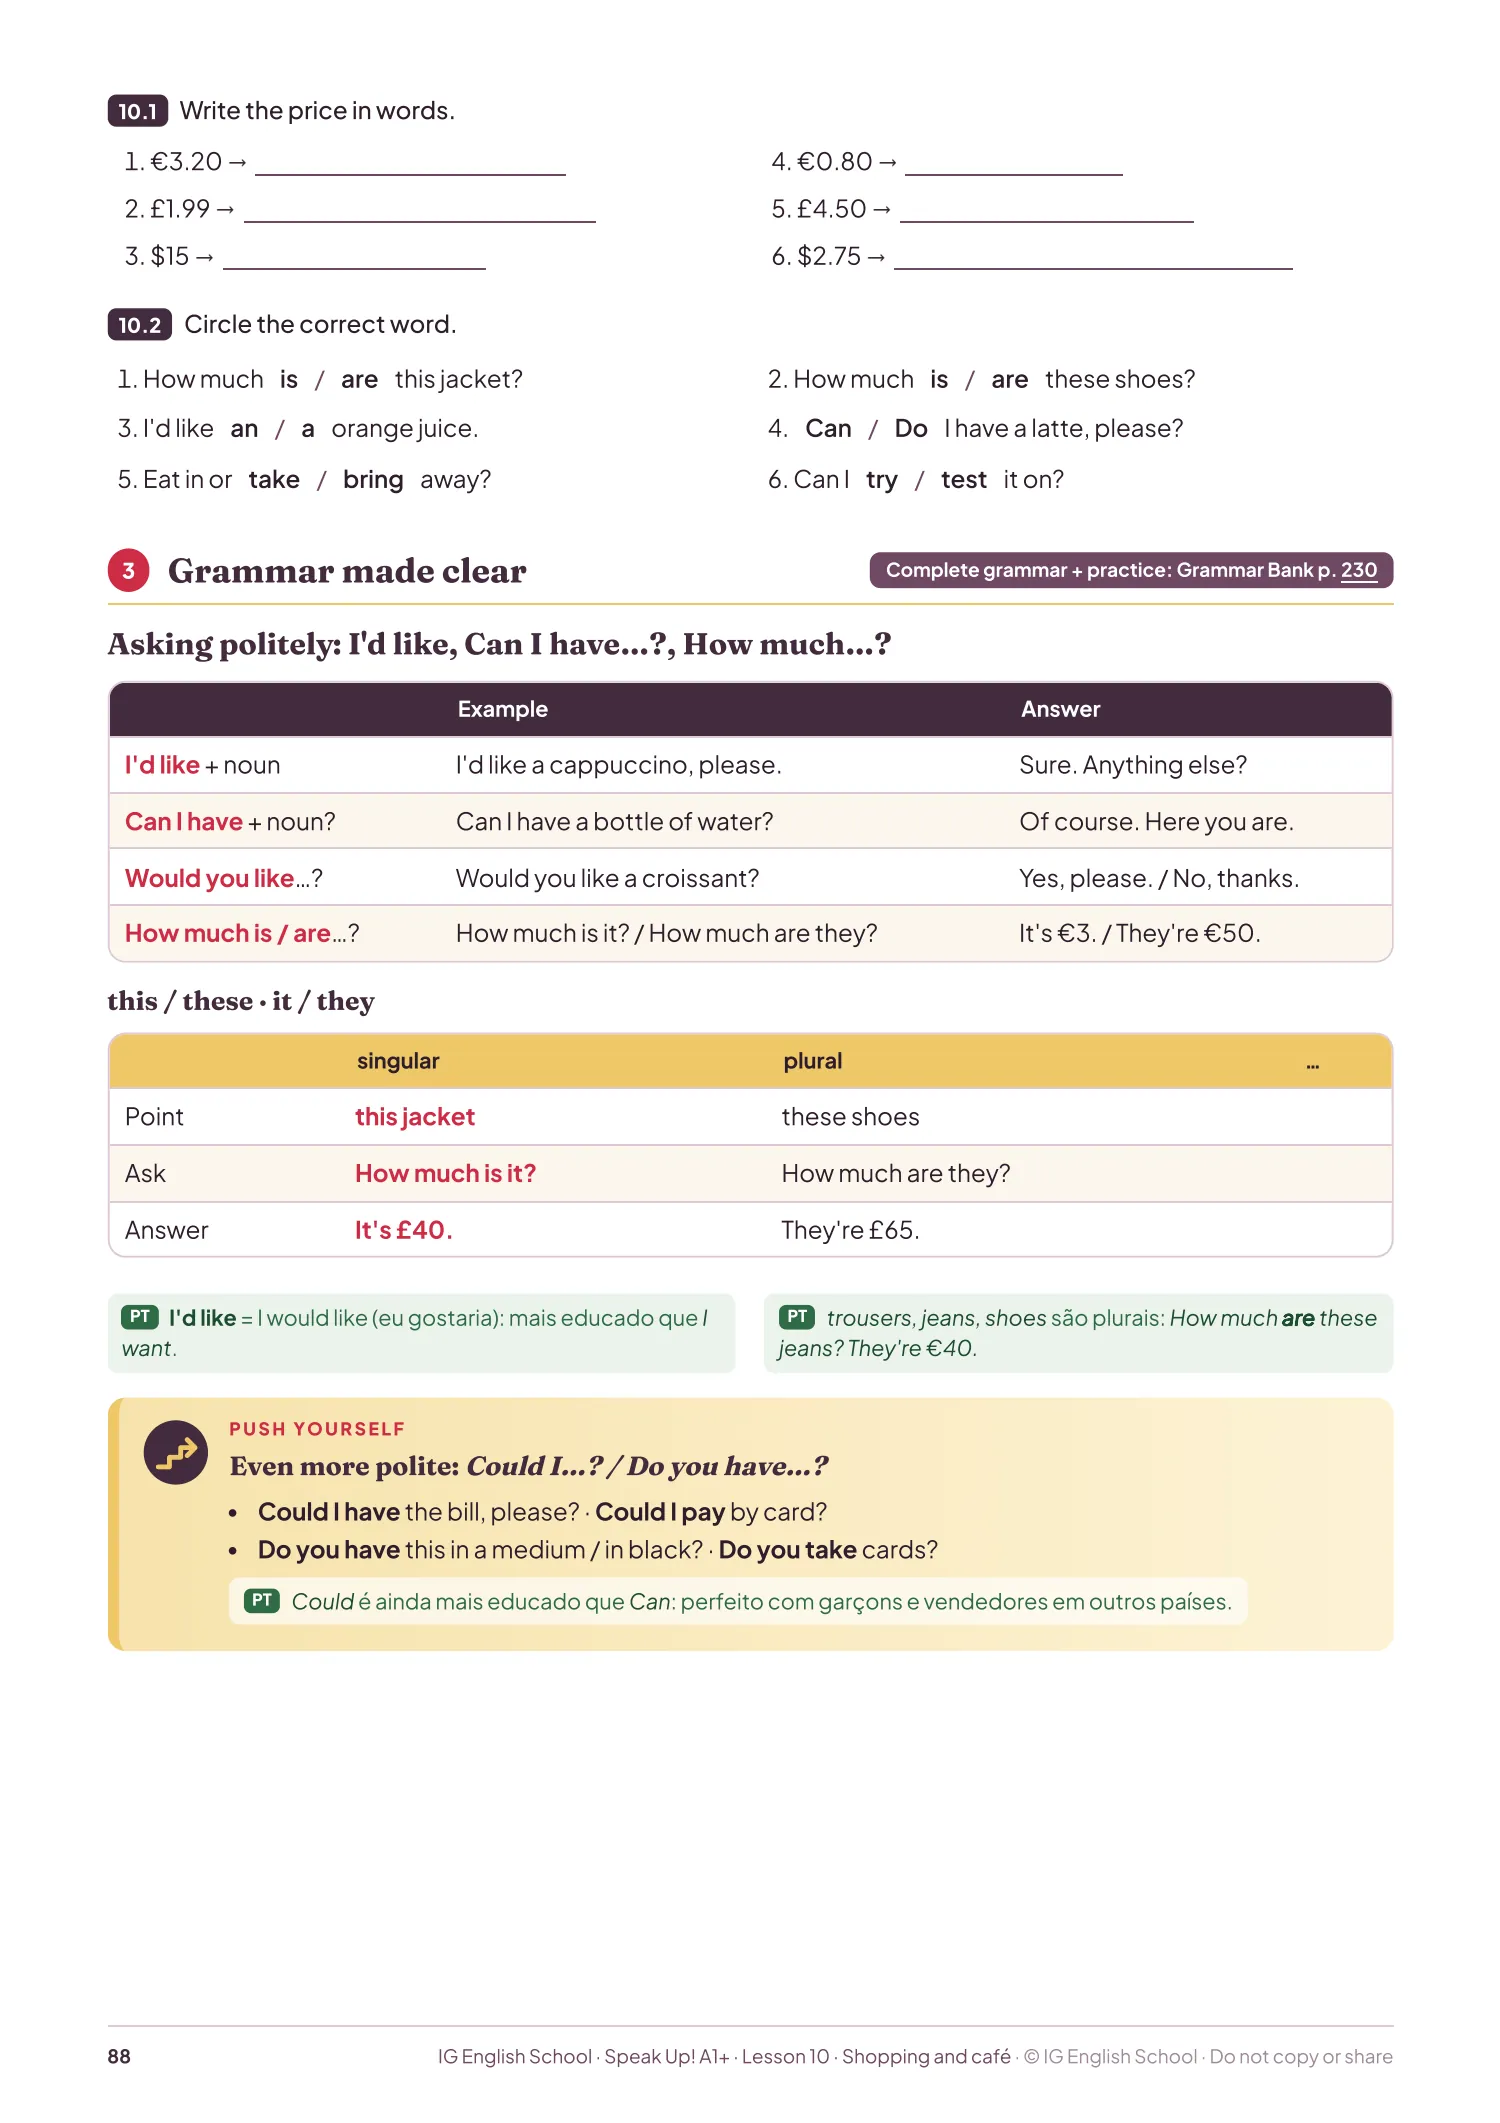 10.1 Write the price in words.
1. €3.20 →
2. £1.99 →
3. $15 →
4. €0.80 →
5. £4.50 →
6. $2.75 →
10.2 Circle the correct word.
1. How much is / are this jacket?
2. How much is / are these shoes?
3. I'd like an / a orange juice.
4. Can / Do I have a latte, please?
5. Eat in or take / bring away?
6. Can I try / test it on?
3 Grammar made clear
Complete grammar + practice: Grammar Bank p. 230
Asking politely: I'd like, Can I have...?, How much...?
Example Answer
I'd like + noun I'd like a cappuccino, please. Sure. Anything else?
Can I have + noun? Can I have a bottle of water? Of course. Here you are.
Would you like...? Would you like a croissant? Yes, please. / No, thanks.
How much is / are...? How much is it? / How much are they? It's €3. / They're €50.
this / these · it / they
singular plural ...
Point this jacket these shoes
Ask How much is it? How much are they?
Answer It's £40. They're £65.
PT I'd like = I would like (eu gostaria): mais educado que I
want.
PT trousers, jeans, shoes são plurais: How much are these
jeans? They're €40.
PUSH YOURSELF
Even more polite: Could I...? / Do you have...?
• Could I have the bill, please? · Could I pay by card?
• Do you have this in a medium / in black? · Do you take cards?
PT Could é ainda mais educado que Can: perfeito com garçons e vendedores em outros países.
88 IG English School · Speak Up! A1+ · Lesson 10 · Shopping and café · © IG English School · Do not copy or share